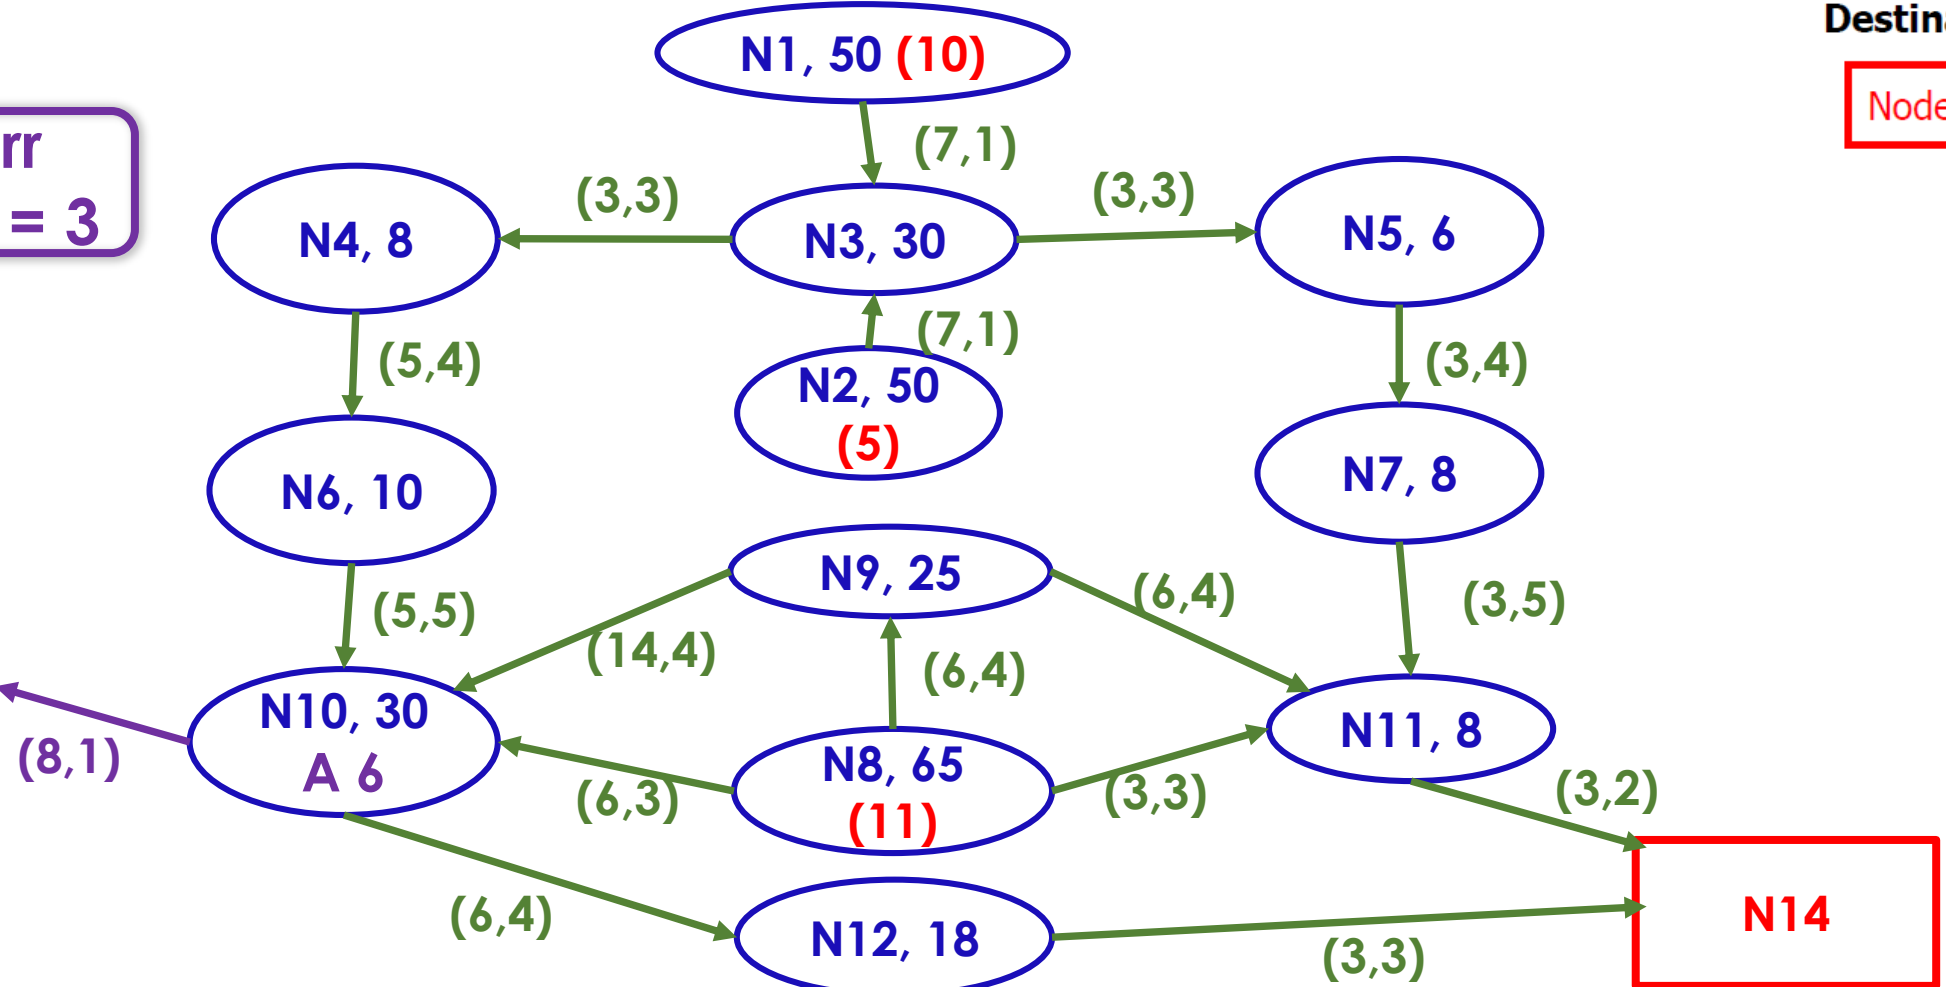 Destina
N1, 50 (10)
Node
rr
= 3
(7,1)
(3,3)
(3,3)
N4, 8
N3, 30
N5, 6
(7,1)
(5,4)
(3,4)
N2, 50
(5)
N6, 10
N7, 8
N9, 25
(6,4)
(3,5)
(5,5)
(14,4)
(6,4)
N10, 30
A 6
N8, 65
(11)
N11, 8
(8,1)
(6,3)
(3,3)
(3,2)
(6,4)
N12, 18
N14
(3,3)